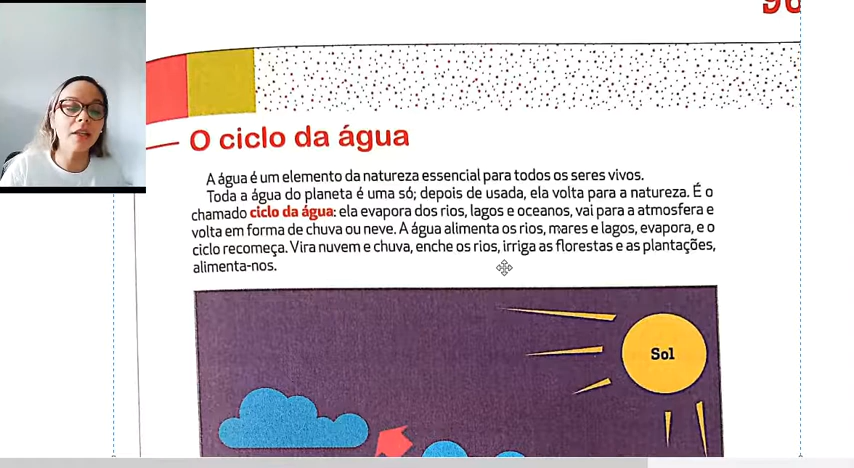 O ciclo da água
A água é um elemento da natureza essencial para todos os seres vivos.
Toda a água do planeta é uma só; depois de usada, ela volta para a natureza. É o
chamado ciclo da água: ela evapora dos rios, lagos e oceanos, vai para a atmosfera e
volta em forma de chuva ou neve. A água alimenta os rios, mares e lagos, evapora, e o
ciclo recomeça. Vira nuvem e chuva, enche os rios, irriga as florestas e as plantações,
alimenta-nos.
Sol